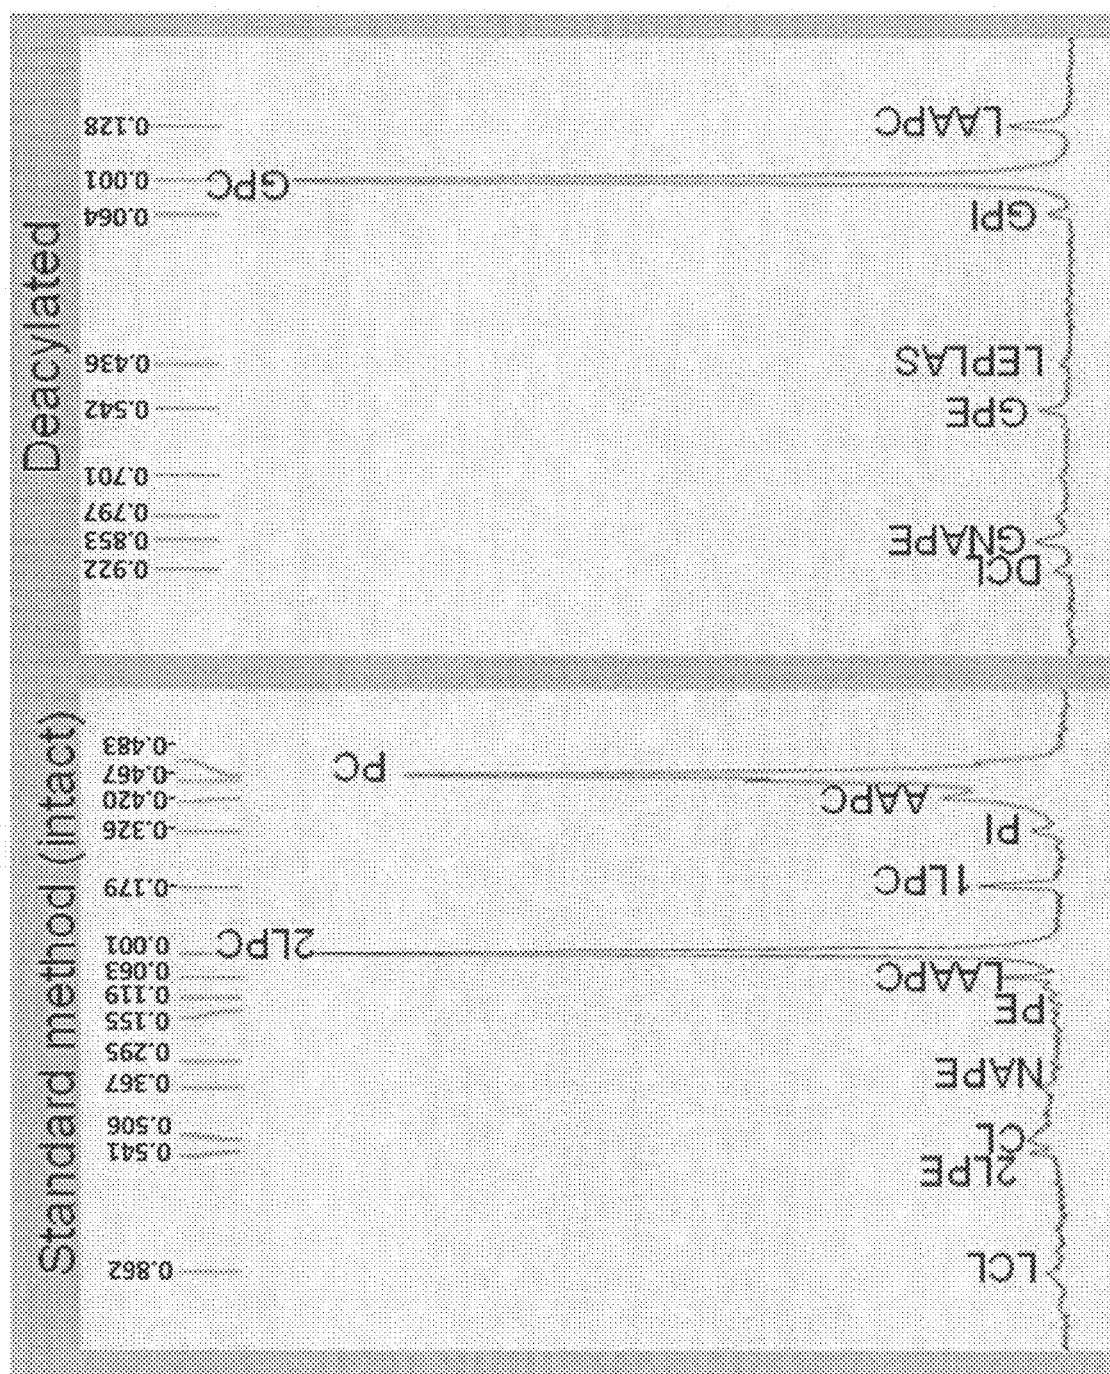 Deacylated
0.128
0.001
0.064
0.436
0.542
0.701
0.797
0.853
0.922
LAAPC
GPC
GPI
LEPLAS
GPE
GNAPE
DCL
Standard method (intact)
-0.483
-0.467
-0.420
-0.326
-0.179
0.001
0.063
0.119
0.155
0.295
0.367
0.506
0.541
0.862
PC
AAPC
PI
1LPC
2LPC
LAAPC
PE
NAPE
CL
2LPE
LCL